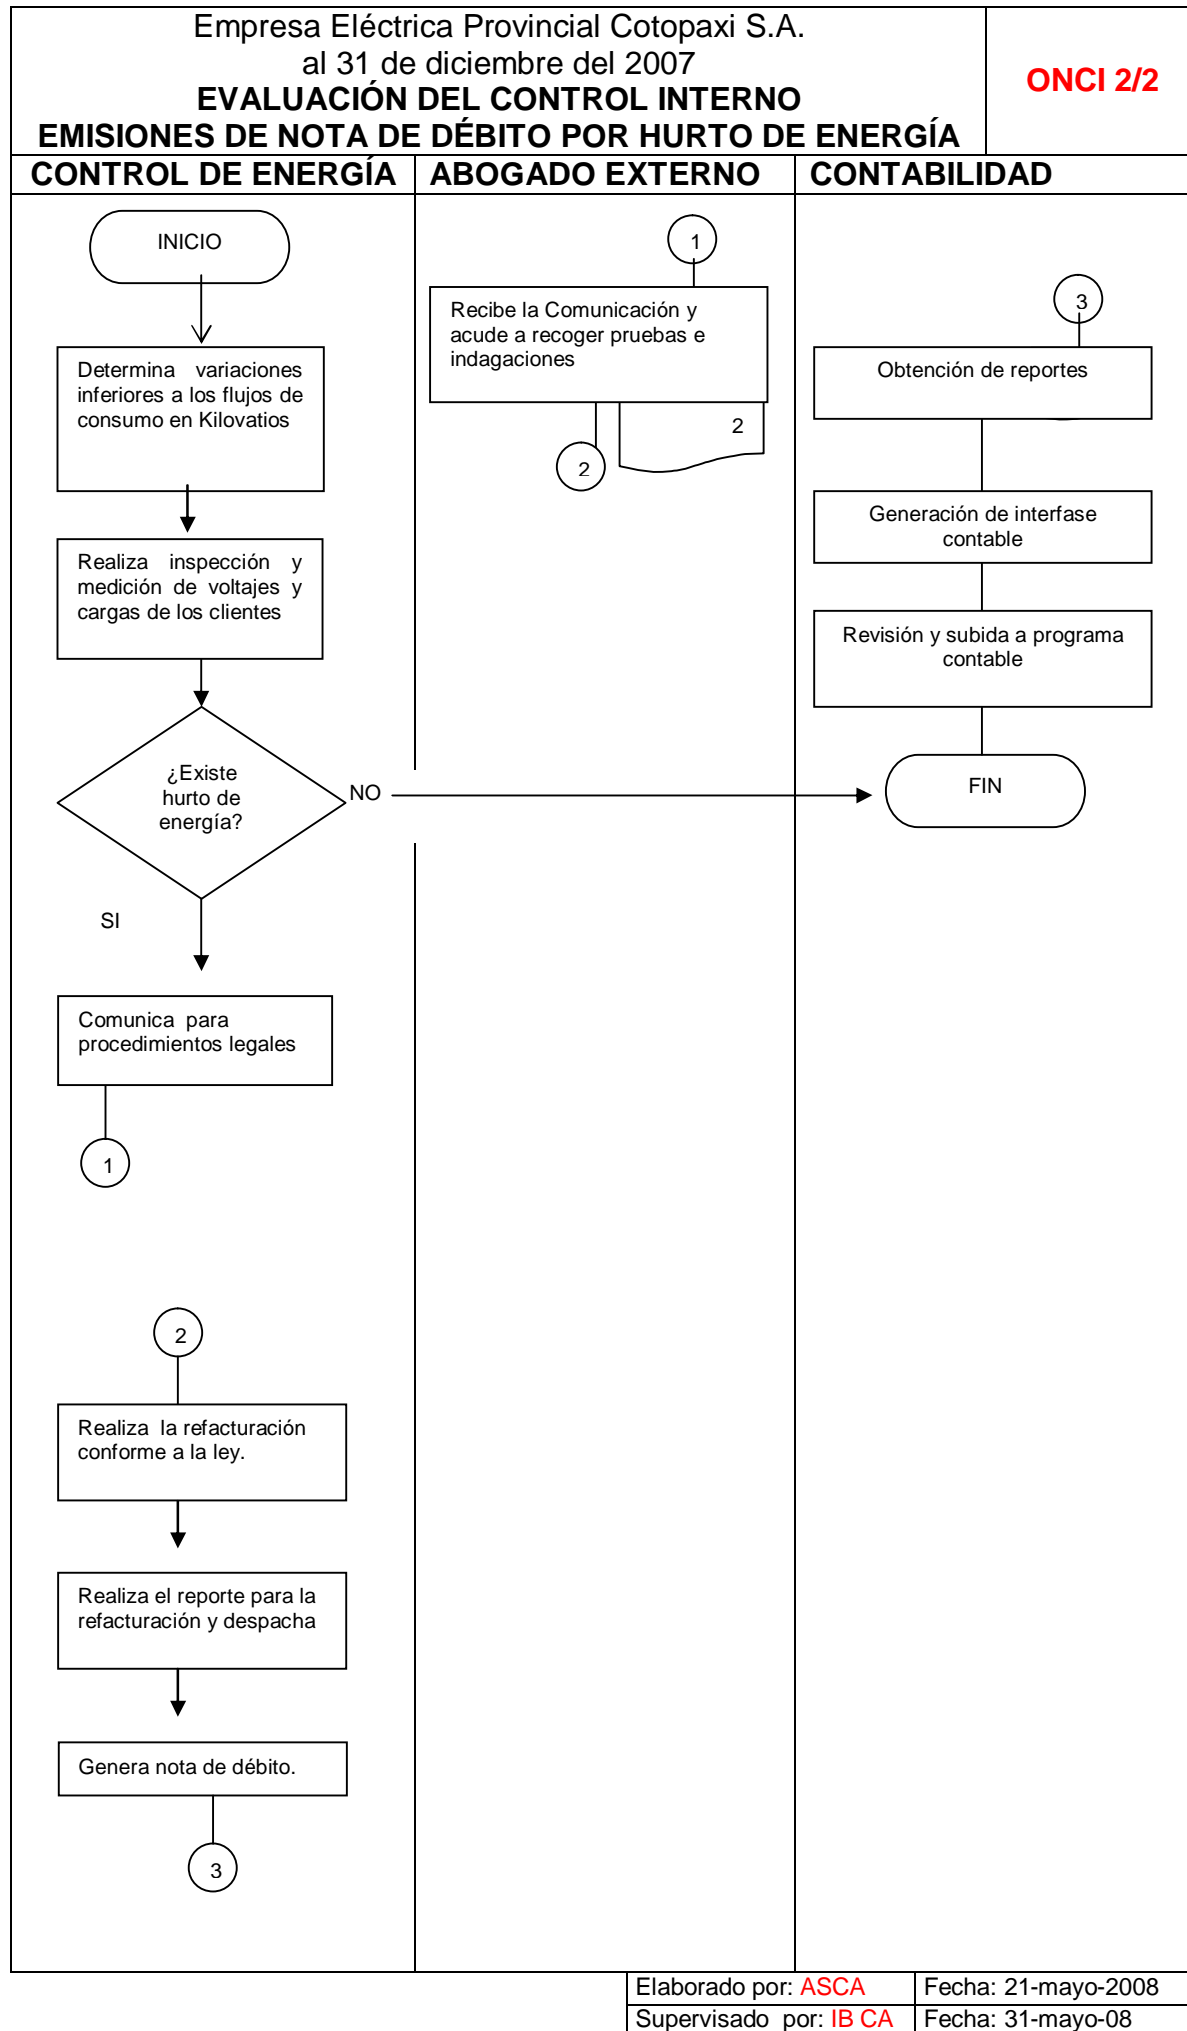 Empresa Eléctrica Provincial Cotopaxi S.A.
al 31 de diciembre del 2007
EVALUACIÓN DEL CONTROL INTERNO
EMISIONES DE NOTA DE DÉBITO POR HURTO DE ENERGÍA
ONCI 2/2
CONTROL DE ENERGÍA
ABOGADO EXTERNO
CONTABILIDAD
INICIO
Determina variaciones
inferiores a los flujos de
consumo en Kilovatios
Realiza inspección y
medición de voltajes y
cargas de los clientes
¿Existe
hurto de
energía?
NO
SI
Comunica para
procedimientos legales
1
2
Realiza la refacturación
conforme a la ley.
Realiza el reporte para la
refacturación y despacha
Genera nota de débito.
3
1
Recibe la Comunicación y
acude a recoger pruebas e
indagaciones
2
2
3
Obtención de reportes
Generación de interfase
contable
Revisión y subida a programa
contable
FIN
Elaborado por: ASCA
Fecha: 21-mayo-2008
Supervisado por: IB CA
Fecha: 31-mayo-08